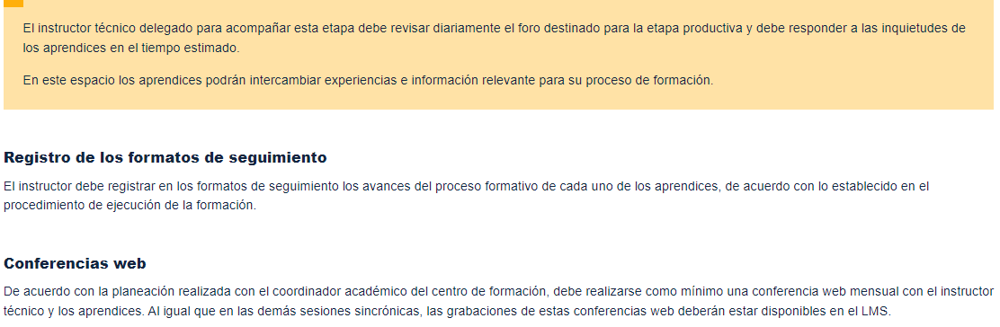 El instructor técnico delegado para acompañar esta etapa debe revisar diariamente el foro destinado para la etapa productiva y debe responder a las inquietudes de
los aprendices en el tiempo estimado.
En este espacio los aprendices podrán intercambiar experiencias e información relevante para su proceso de formación.
Registro de los formatos de seguimiento
El instructor debe registrar en los formatos de seguimiento los avances del proceso formativo de cada uno de los aprendices, de acuerdo con lo establecido en el
procedimiento de ejecución de la formación.
Conferencias web
De acuerdo con la planeación realizada con el coordinador académico del centro de formación, debe realizarse como mínimo una conferencia web mensual con el instructor
técnico y los aprendices. Al igual que en las demás sesiones sincrónicas, las grabaciones de estas conferencias web deberán estar disponibles en el LMS.